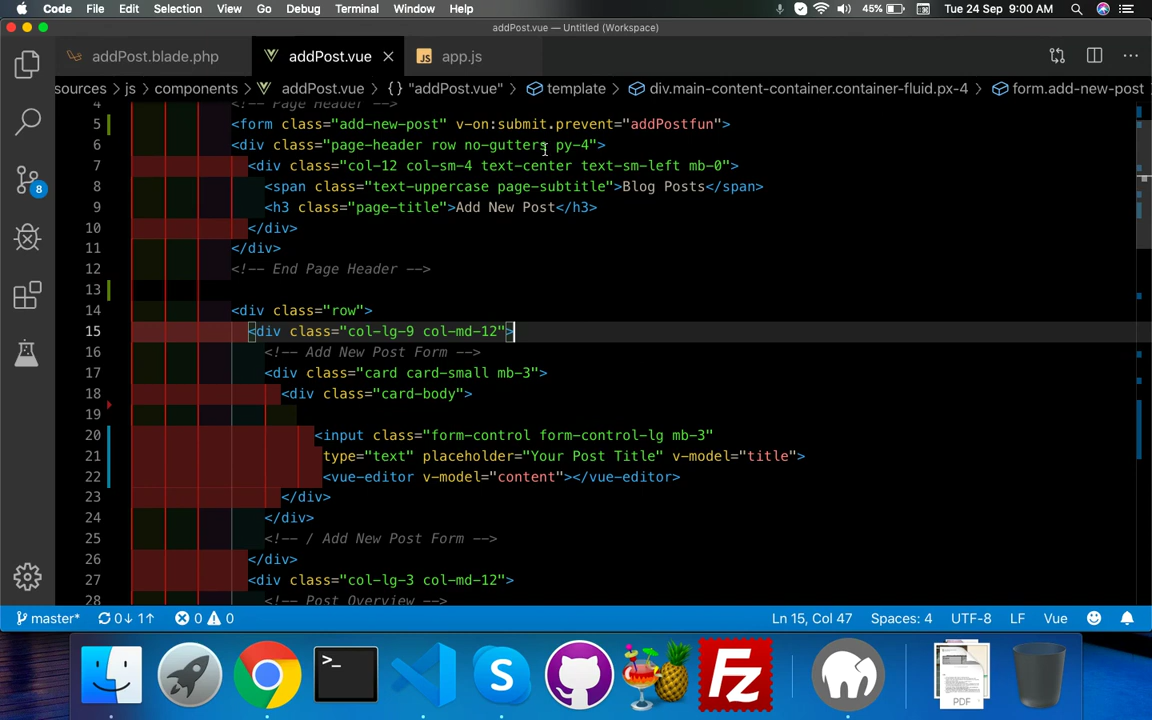 Code File Edit Selection View Go Debug Terminal Window Help 45% Tue 24 Sep 9:00 AM
addPost.vue — Untitled (Workspace)
addPost.blade.php addPost.vue JS app.js
sources > js > components > addPost.vue > {} "addPost.vue" > template > div.main-content-container.container-fluid.px-4 > form.add-new-post
4 <!-- Page Header -->
5 <form class="add-new-post" v-on:submit.prevent="addPostfun">
6 <div class="page-header row no-gutters py-4">
7 <div class="col-12 col-sm-4 text-center text-sm-left mb-0">
8 <span class="text-uppercase page-subtitle">Blog Posts</span>
9 <h3 class="page-title">Add New Post</h3>
10 </div>
11 </div>
12 <!-- End Page Header -->
13
14 <div class="row">
15 <div class="col-lg-9 col-md-12">
16 <!-- Add New Post Form -->
17 <div class="card card-small mb-3">
18 <div class="card-body">
19
20 <input class="form-control form-control-lg mb-3"
21 type="text" placeholder="Your Post Title" v-model="title">
22 <vue-editor v-model="content"></vue-editor>
23 </div>
24 </div>
25 <!-- / Add New Post Form -->
26 </div>
27 <div class="col-lg-3 col-md-12">
28 <!-- Post Overview -->
8
master* 0↓ 1↑ 0 0 Ln 15, Col 47 Spaces: 4 UTF-8 LF Vue
>_ S Fz PDF